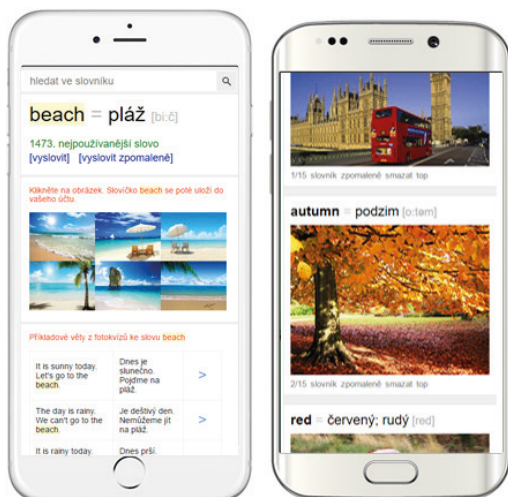 hledat ve slovníku
beach = pláž [bi:č]
1473. nejpoužívanější slovo
[vyslovit] [vyslovit zpomaleně]
Klikněte na obrázek. Slovíčko beach se poté uloží do
vašeho účtu.
Příkladové věty z fotokvízů ke slovu beach
It is sunny today.
Let's go to the
beach.
Dnes je
slunečno.
Pojďme na
pláž.
>
The day is rainy.
We can't go to the
beach.
Je deštivý den.
Nemůžeme jít
na pláž.
>
It is rainy today.
Dnes prší.
1/15 slovník zpomaleně smazat top
autumn = podzim [o:təm]
2/15 slovník zpomaleně smazat top
red = červený; rudý [red]